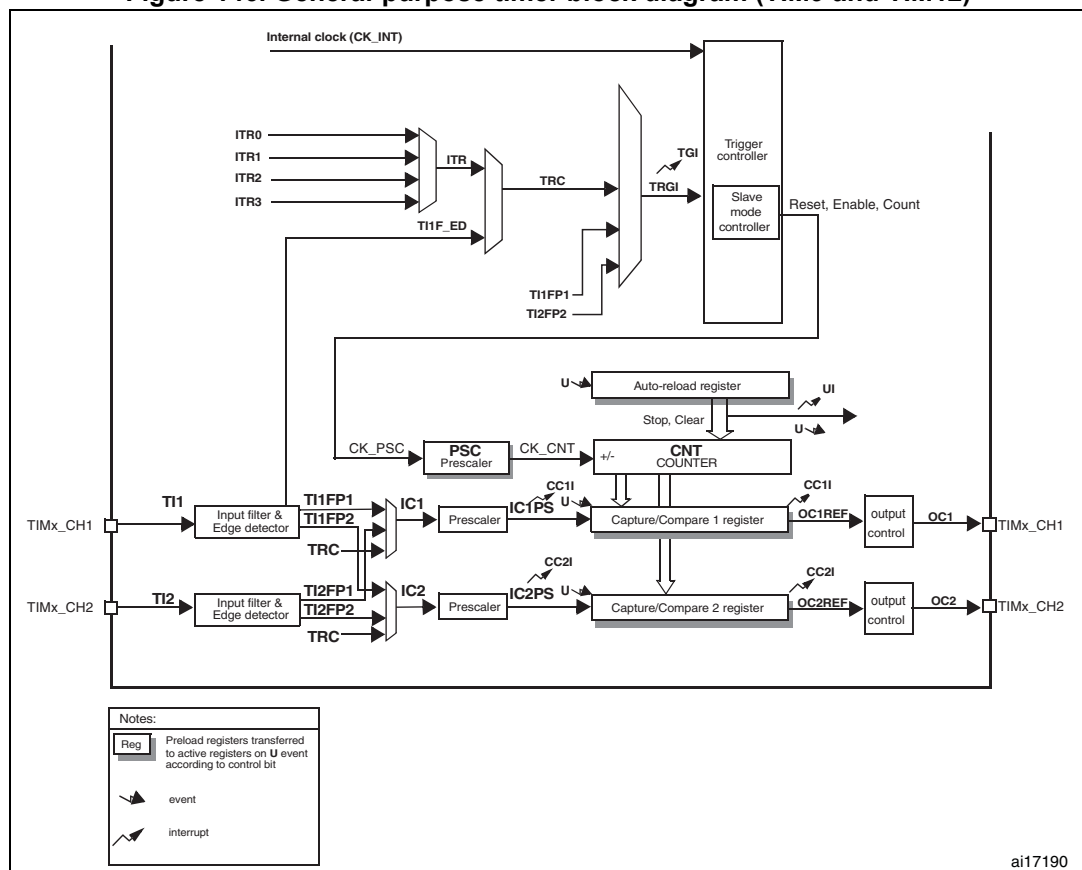 Internal clock (CK_INT)
ITR0
ITR1
ITR2
ITR3
ITR
TI1F_ED
TRC
TI1FP1
TI2FP2
TGI
TRGI
Trigger
controller
Slave
mode
controller
Reset, Enable, Count
U
Auto-reload register
UI
Stop, Clear
U
CK_PSC
PSC
Prescaler
CK_CNT
+/-
CNT
COUNTER
TIMx_CH1
TI1
Input filter &
Edge detector
TI1FP1
TI1FP2
TRC
IC1
Prescaler
CC1I
IC1PS
U
Capture/Compare 1 register
CC1I
OC1REF
output
control
OC1
TIMx_CH1
TIMx_CH2
TI2
Input filter &
Edge detector
TI2FP1
TI2FP2
TRC
IC2
Prescaler
CC2I
IC2PS
U
Capture/Compare 2 register
CC2I
OC2REF
output
control
OC2
TIMx_CH2
Notes:
Reg
Preload registers transferred
to active registers on U event
according to control bit
event
interrupt
ai17190